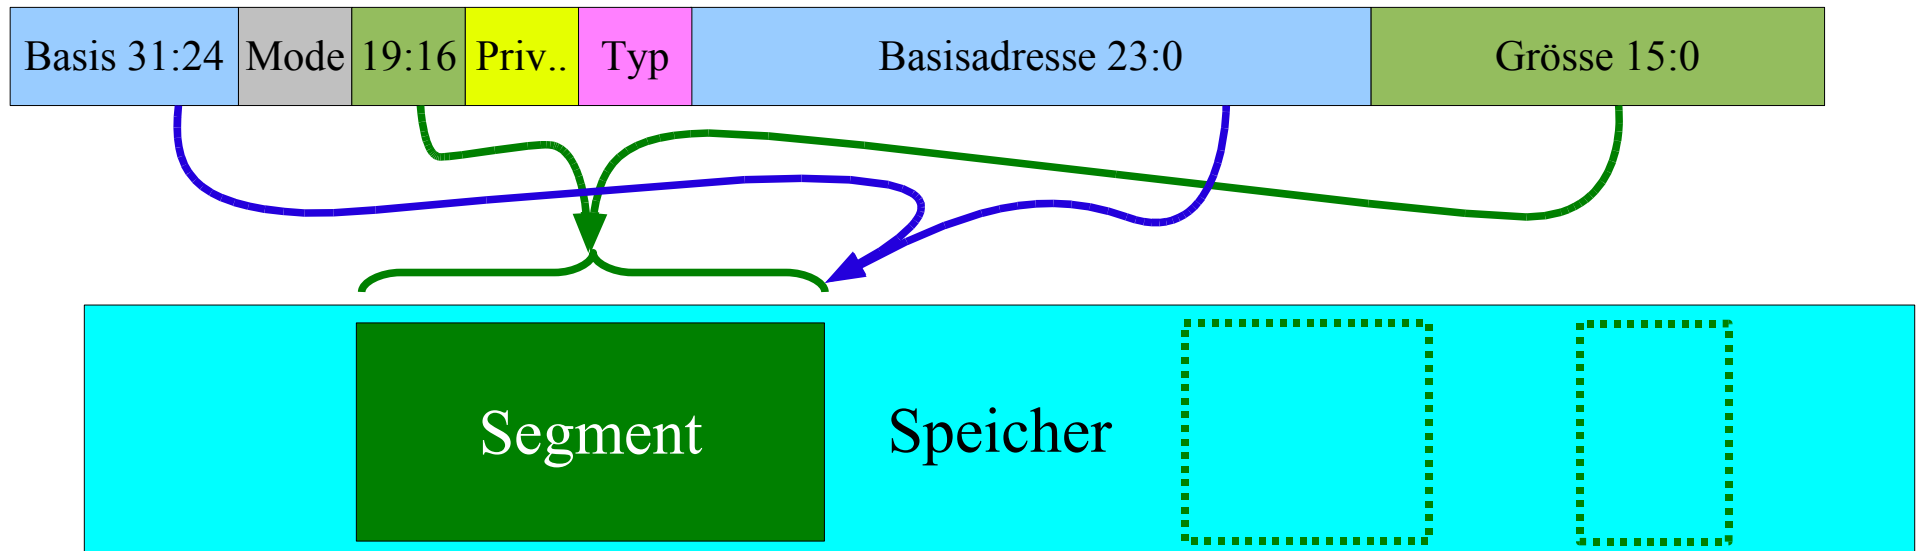 Basis 31:24 Mode 19:16 Priv.. Typ Basisadresse 23:0 Grösse 15:0
Segment Speicher